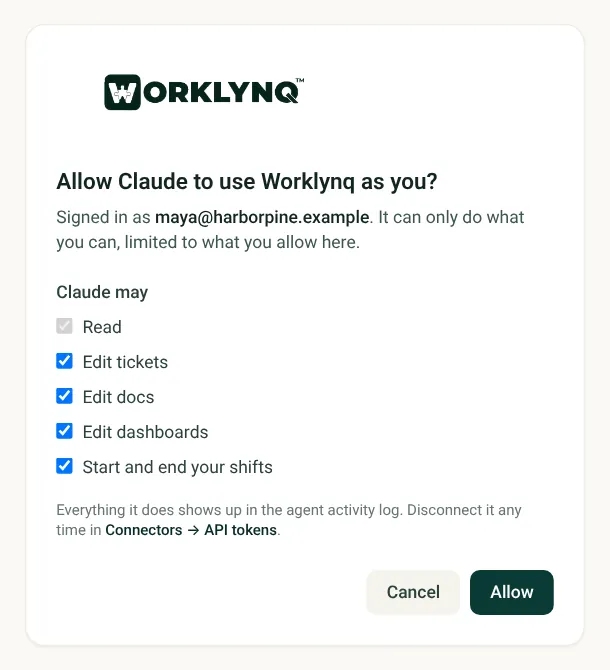 WORKLYNQ™
Allow Claude to use Worklynq as you?
Signed in as maya@harborpine.example. It can only do what
you can, limited to what you allow here.
Claude may
Read
Edit tickets
Edit docs
Edit dashboards
Start and end your shifts
Everything it does shows up in the agent activity log. Disconnect it any
time in Connectors → API tokens.
Cancel
Allow